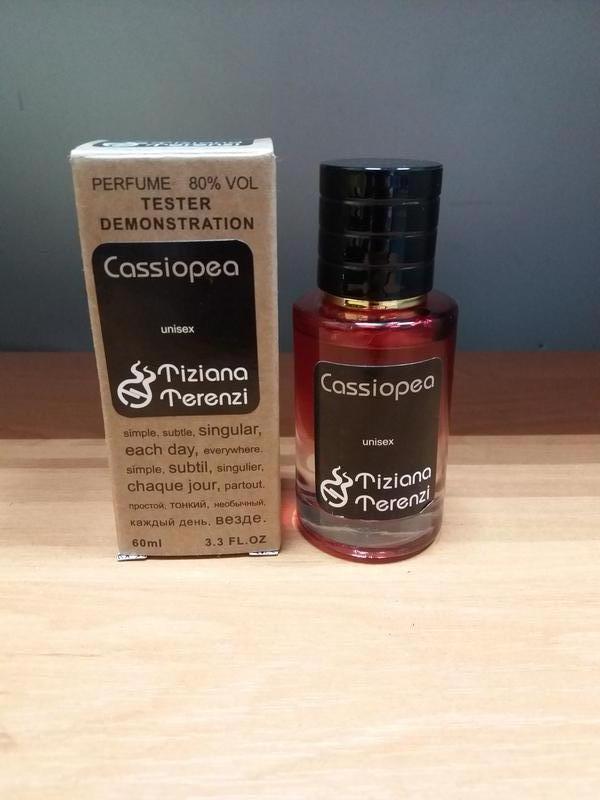 PERFUME 80% VOL
TESTER
DEMONSTRATION
Cassiopea
unisex
Tiziana
Terenzi
simple, subtle, singular,
each day, everywhere.
simple, subtil, singulier,
chaque jour, partout.
простой, тонкий, необычный,
каждый день, везде.
60ml 3.3 FL.OZ
Cassiopea
unisex
Tiziana
Terenzi